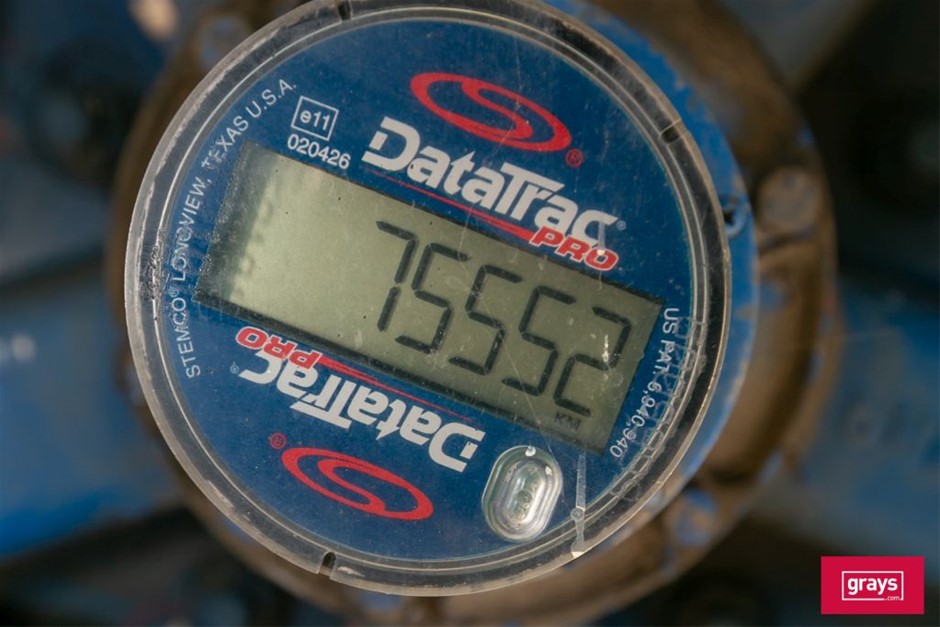 STEMCO® LONGVIEW, TEXAS U.S.A.
e11
020426
DataTrac®
PRO
75552
KM
US PAT. 6,940,940
DataTrac®
PRO
grays
.com